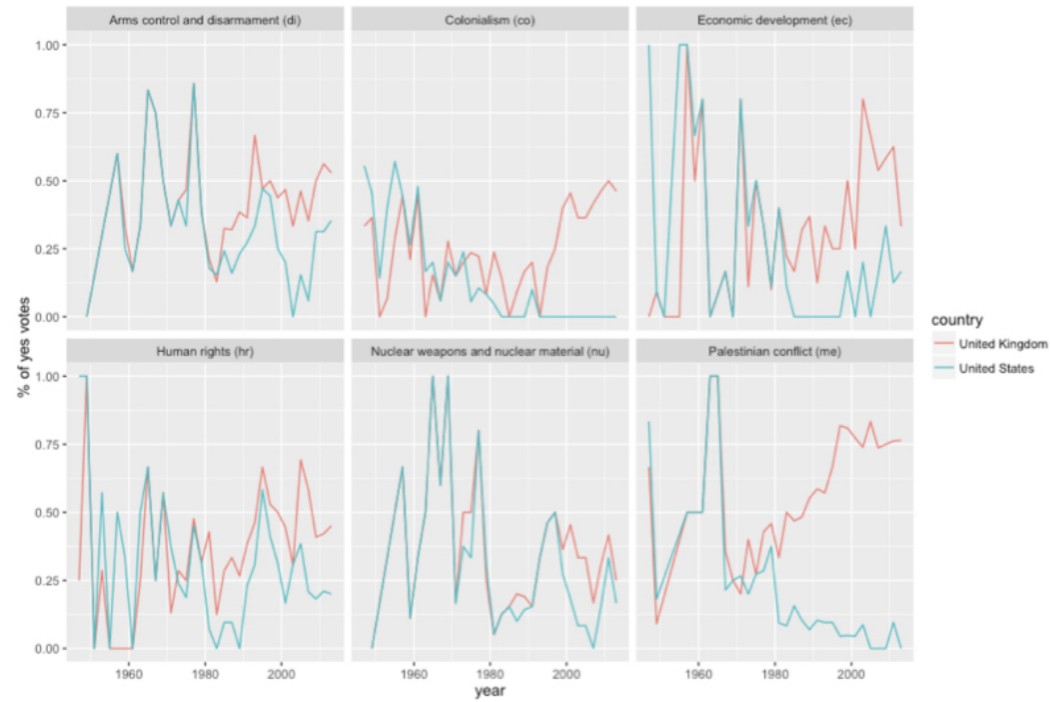 Arms control and disarmament (di)
Colonialism (co)
Economic development (ec)
1.00
0.75
0.50
0.25
0.00
% of yes votes
Human rights (hr)
Nuclear weapons and nuclear material (nu)
Palestinian conflict (me)
1.00
0.75
0.50
0.25
0.00
1960
1980
2000
1960
1980
2000
1960
1980
2000
year
country
United Kingdom
United States